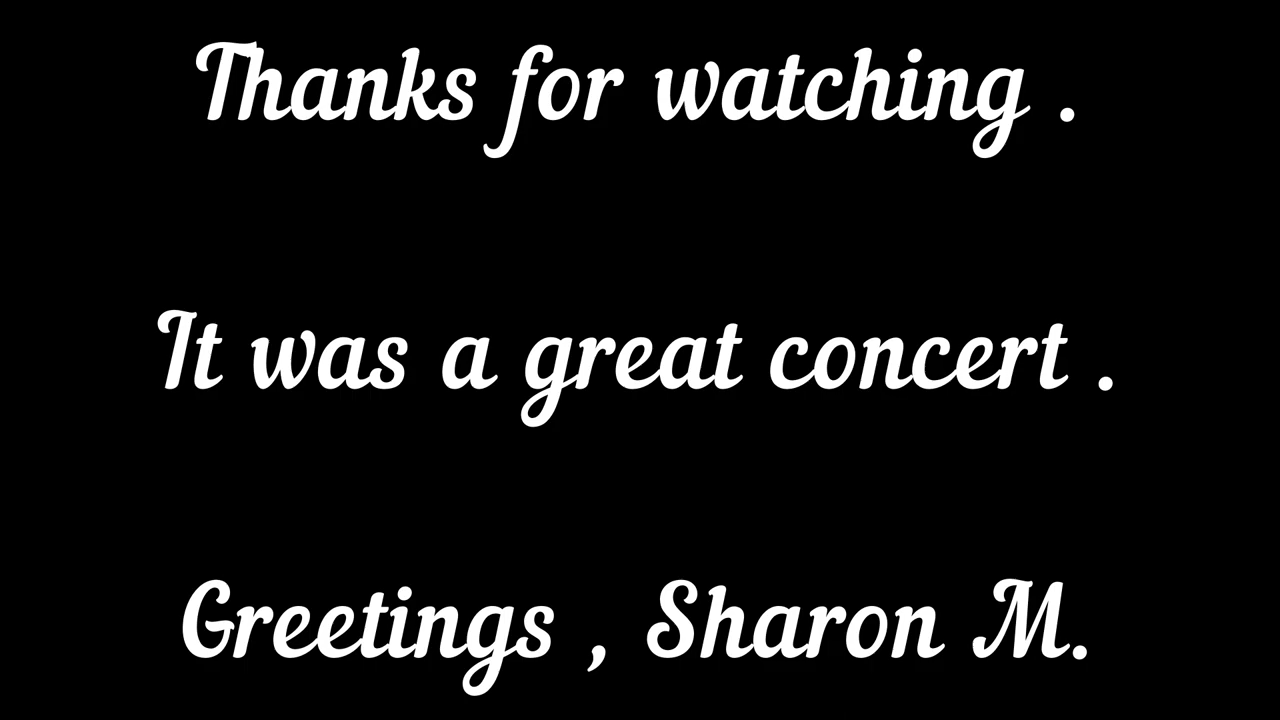 Thanks for watching .
It was a great concert .
Greetings , Sharon M.